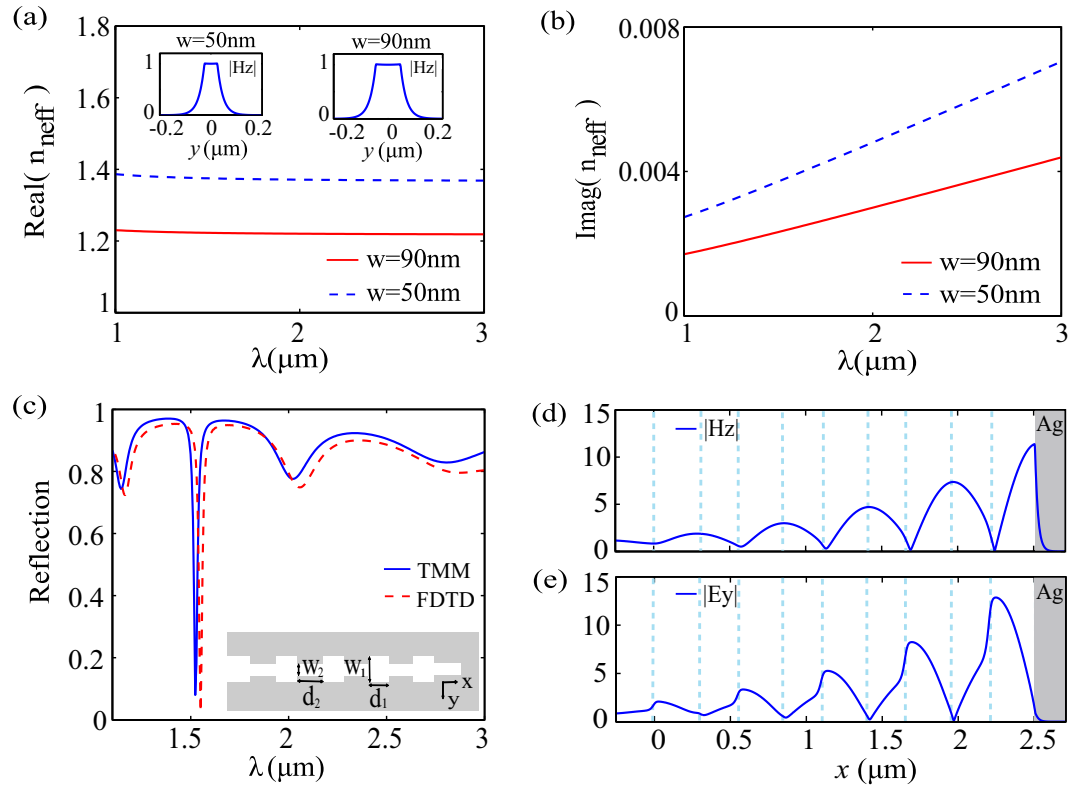 (a)
1.8
1.6
1.4
1.2
1
Real( n_neff )
w=50nm
1
0
|Hz|
-0.2 0 0.2
y (μm)
w=90nm
1
0
|Hz|
-0.2 0 0.2
y (μm)
w=90nm
w=50nm
1 2 3
λ(μm)
(b)
0.008
0.004
0
Imag( n_neff )
w=90nm
w=50nm
1 2 3
λ(μm)
(c)
1
0.8
0.6
0.4
0.2
0
Reflection
TMM
FDTD
W₂ W₁
d₂ d₁
x
y
1.5 2 2.5 3
λ(μm)
(d)
15
10
5
0
|Hz|
Ag
(e)
15
10
5
0
|Ey|
Ag
0 0.5 1 1.5 2 2.5
x (μm)